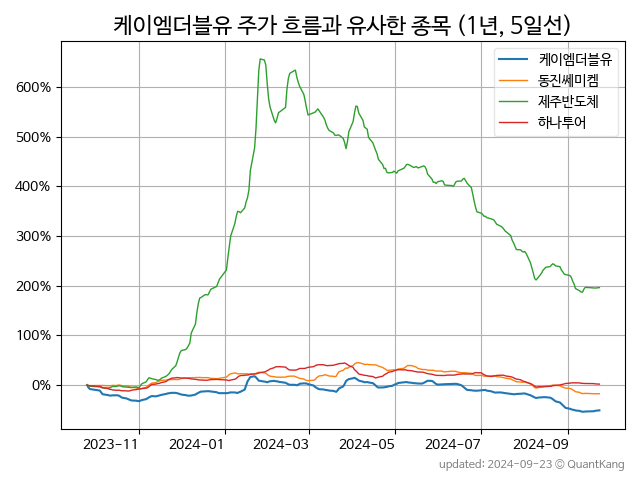 케이엠더블유 주가 흐름과 유사한 종목 (1년, 5일선)
케이엠더블유
동진쎄미켐
제주반도체
하나투어
600%
500%
400%
300%
200%
100%
0%
2023-11
2024-01
2024-03
2024-05
2024-07
2024-09
updated: 2024-09-23 © QuantKang